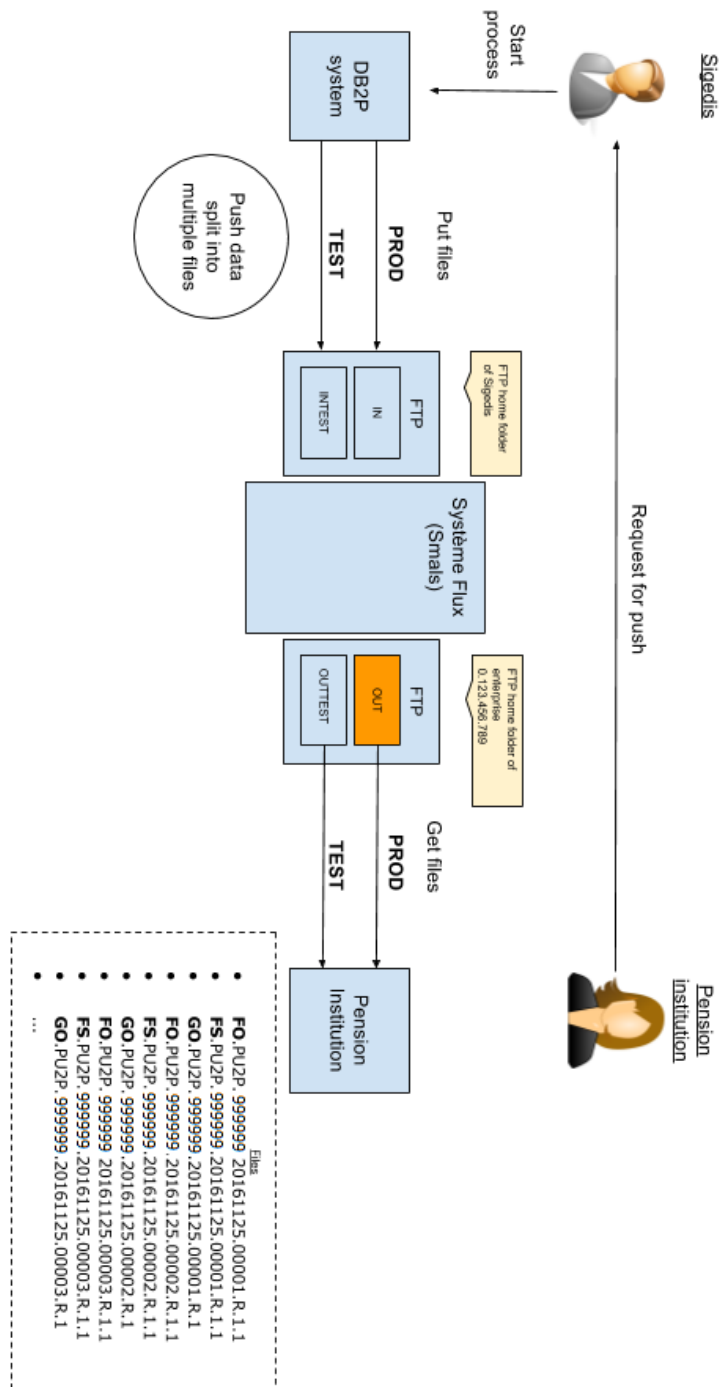 Sigedis
Pension
institution
Request for push
Start
process
FTP home folder
of Sigedis
FTP home folder of
enterprise
0.123.456.789
Put files
Get files
DB2P
system
PROD
TEST
FTP
IN
INTEST
Système Flux
(Smals)
FTP
OUT
OUTTEST
PROD
TEST
Pension
Institution
Push data
split into
multiple files
Files
• FO.PU2P. 999999 20161125.00001.R.1.1
• FS.PU2P. 999999.20161125.00001.R.1.1
• GO.PU2P. 999999.20161125.00001.R.1
• FO.PU2P. 999999 20161125.00002.R.1.1
• FS.PU2P. 999999.20161125.00002.R.1.1
• GO.PU2P. 999999.20161125.00002.R.1
• FO.PU2P. 999999 20161125.00003.R.1.1
• FS.PU2P. 999999.20161125.00003.R.1.1
• GO.PU2P. 999999.20161125.00003.R.1
• ...